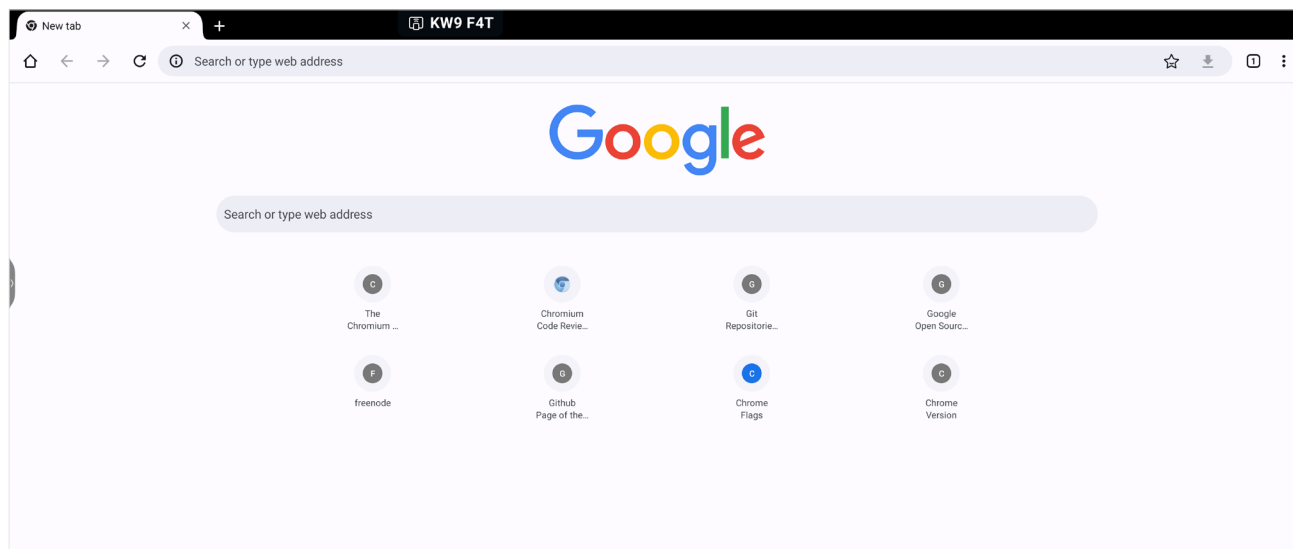 New tab
KW9 F4T
Search or type web address
1
Google
Search or type web address
C
G
G
The
Chromium ...
Chromium
Code Revie...
Git
Repositorie...
Google
Open Sourc...
F
G
C
C
freenode
Github
Page of the...
Chrome
Flags
Chrome
Version